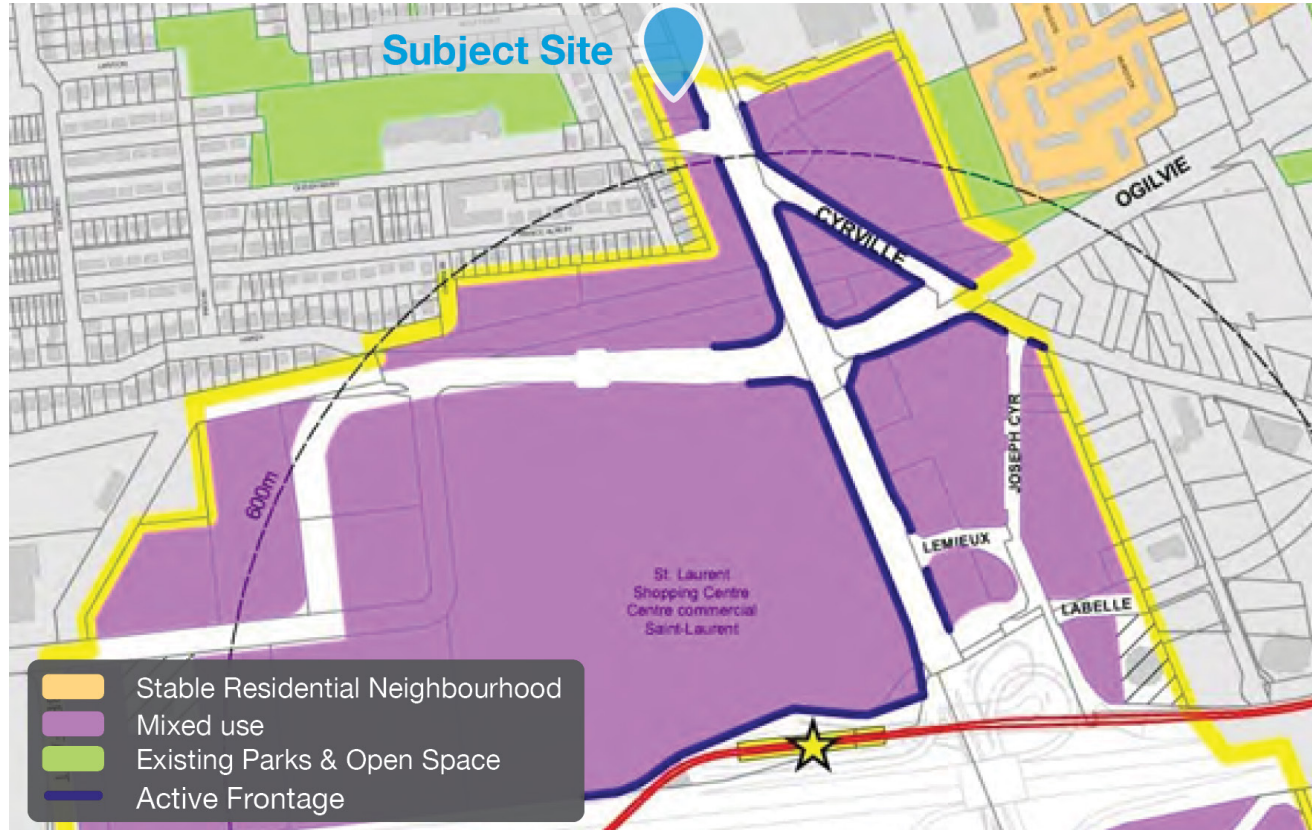 Subject Site
OGILVIE
CYRVILLE
600m
JOSEPH CYR
LEMIEUX
LABELLE
St. Laurent
Shopping Centre
Centre commercial
Saint-Laurent
Stable Residential Neighbourhood
Mixed use
Existing Parks & Open Space
Active Frontage